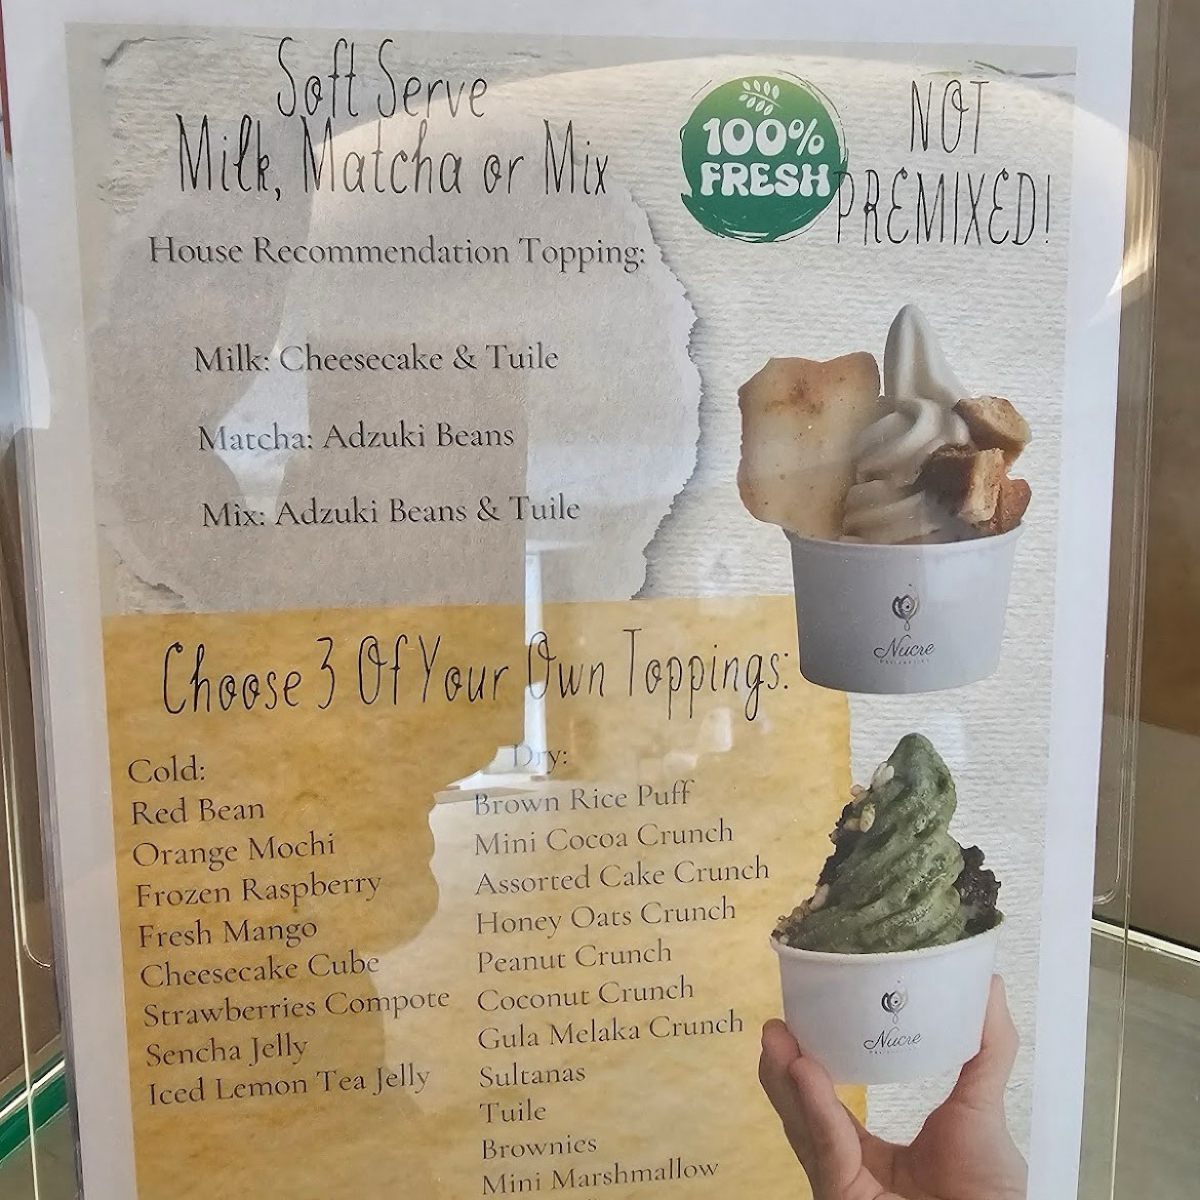 Soft Serve
Milk, Matcha or Mix
100%
FRESH
NOT
PREMIXED!
House Recommendation Topping:
Milk: Cheesecake & Tuile
Matcha: Adzuki Beans
Mix: Adzuki Beans & Tuile
Nucre
Choose 3 Of Your Own Toppings:
Cold:
Red Bean
Orange Mochi
Frozen Raspberry
Fresh Mango
Cheesecake Cube
Strawberries Compote
Sencha Jelly
Iced Lemon Tea Jelly
Dry:
Brown Rice Puff
Mini Cocoa Crunch
Assorted Cake Crunch
Honey Oats Crunch
Peanut Crunch
Coconut Crunch
Gula Melaka Crunch
Sultanas
Tuile
Brownies
Mini Marshmallow
Nucre